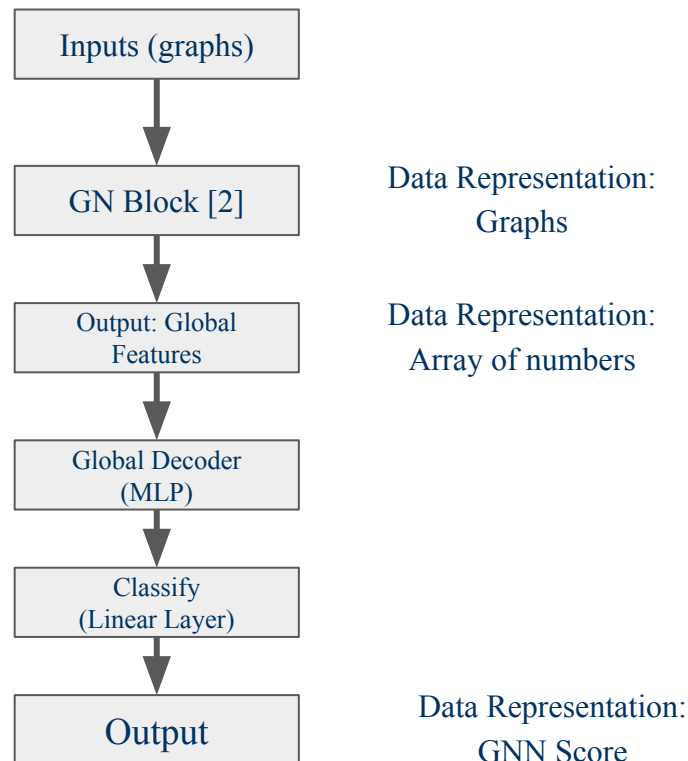 Inputs (graphs)
GN Block [2]
Data Representation:
Graphs
Output: Global
Features
Data Representation:
Array of numbers
Global Decoder
(MLP)
Classify
(Linear Layer)
Output
Data Representation:
GNN Score